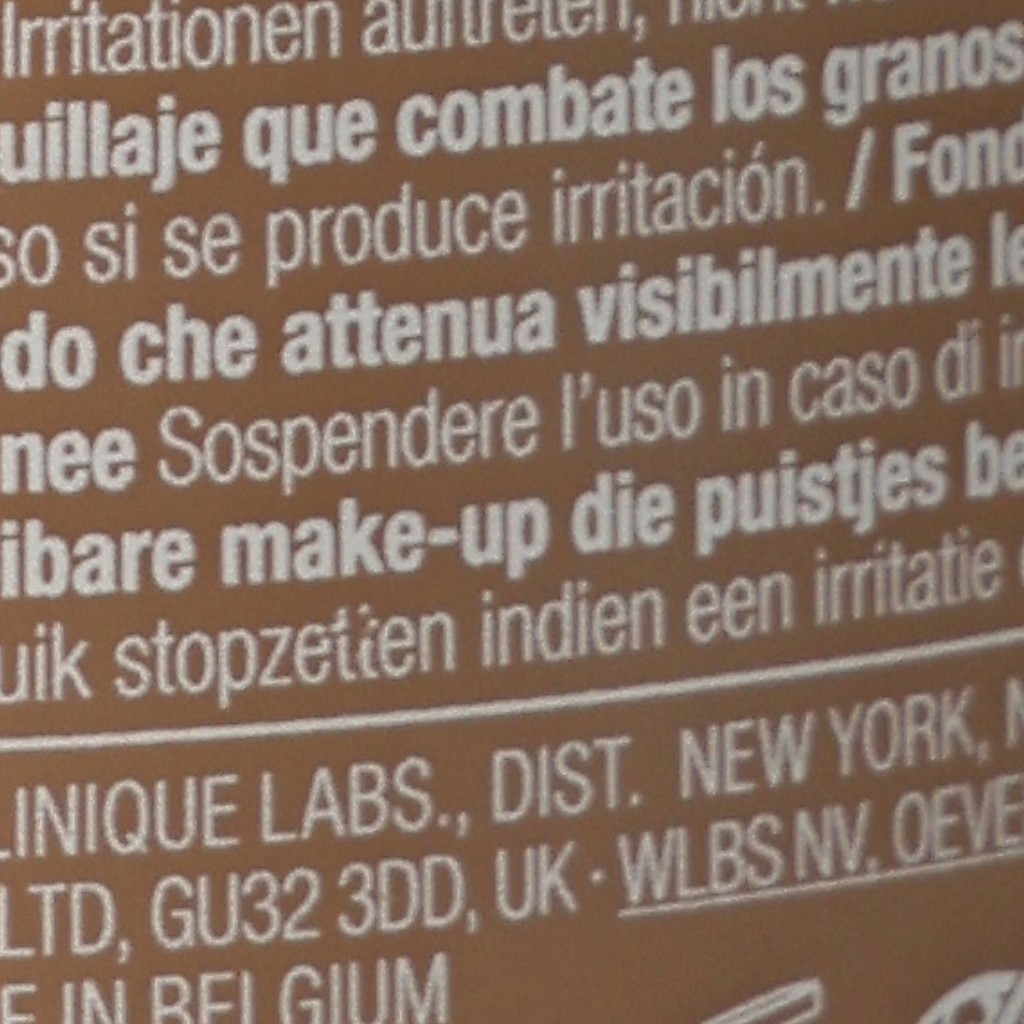 Irritationen auftreten, nicht
uillaje que combate los granos
so si se produce irritación. / Fond
do che attenua visibilmente le
nee Sospendere l'uso in caso di in
ibare make-up die puistjes be
uik stopzetten indien een irritatie
LINIQUE LABS., DIST. NEW YORK, N
LTD, GU32 3DD, UK · WLBS NV. OEVE
E IN BELGIUM